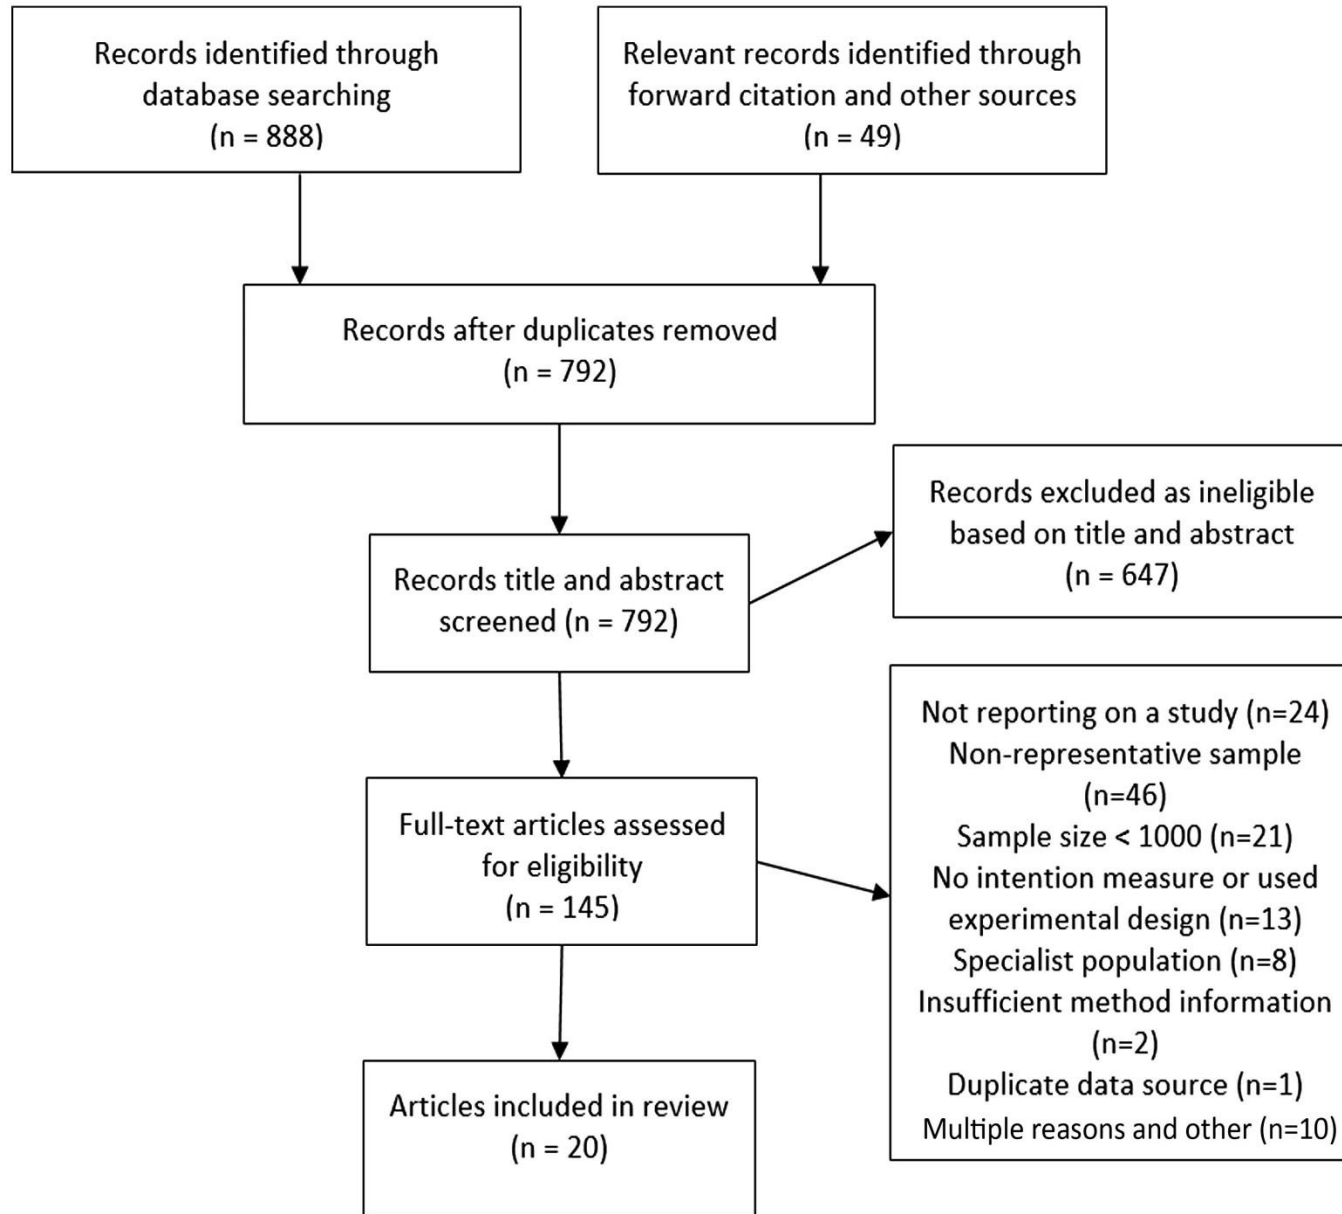 Records identified through
database searching
(n = 888)
Relevant records identified through
forward citation and other sources
(n = 49)
Records after duplicates removed
(n = 792)
Records title and abstract
screened (n = 792)
Records excluded as ineligible
based on title and abstract
(n = 647)
Full-text articles assessed
for eligibility
(n = 145)
Not reporting on a study (n=24)
Non-representative sample
(n=46)
Sample size < 1000 (n=21)
No intention measure or used
experimental design (n=13)
Specialist population (n=8)
Insufficient method information
(n=2)
Duplicate data source (n=1)
Multiple reasons and other (n=10)
Articles included in review
(n = 20)